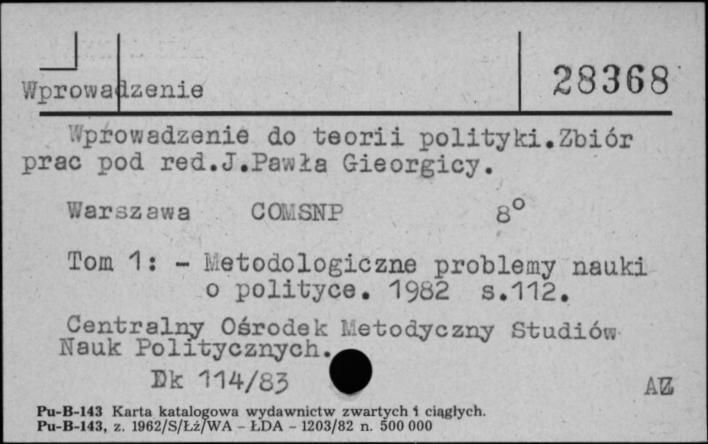 Wprowadzenie
28368
Wprowadzenie do teorii polityki.Zbiór
prac pod red.J.Pawła Gieorgicy.
Warszawa COMSNP 8°
Tom 1: - Metodologiczne problemy nauki
o polityce. 1982 s.112.
Centralny Ośrodek Metodyczny Studiów
Nauk Politycznych.
Dk 114/83
AZ
Pu-B-143 Karta katalogowa wydawnictw zwartych i ciągłych.
Pu-B-143, z. 1962/S/Łż/WA - ŁDA - 1203/82 n. 500 000